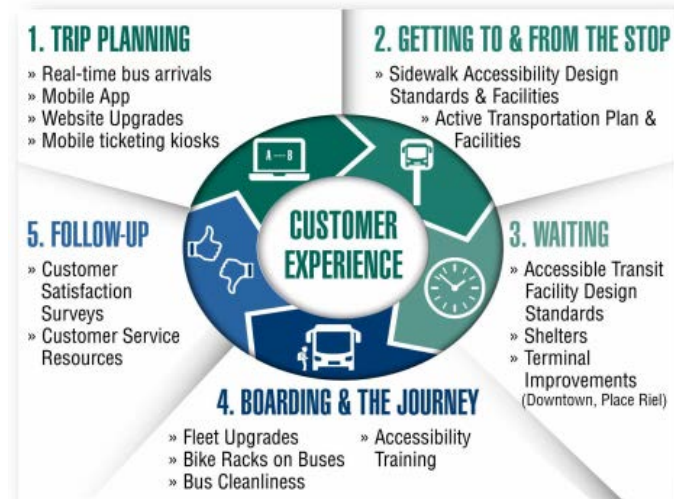 1. TRIP PLANNING
» Real-time bus arrivals
» Mobile App
» Website Upgrades
» Mobile ticketing kiosks
2. GETTING TO & FROM THE STOP
» Sidewalk Accessibility Design
Standards & Facilities
» Active Transportation Plan &
Facilities
A B
CUSTOMER
EXPERIENCE
3. WAITING
» Accessible Transit
Facility Design
Standards
» Shelters
» Terminal
Improvements
(Downtown, Place Riel)
4. BOARDING & THE JOURNEY
» Fleet Upgrades
» Bike Racks on Buses
» Bus Cleanliness
» Accessibility
Training
5. FOLLOW-UP
» Customer
Satisfaction
Surveys
» Customer Service
Resources